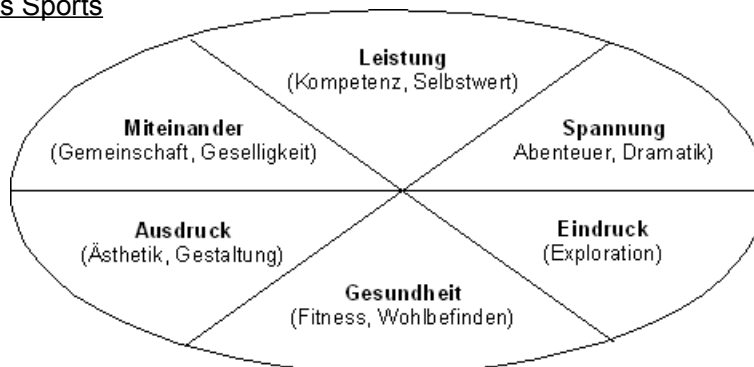 s Sports
Leistung
(Kompetenz, Selbstwert)
Miteinander
(Gemeinschaft, Geselligkeit)
Spannung
Abenteuer, Dramatik)
Ausdruck
(Ästhetik, Gestaltung)
Eindruck
(Exploration)
Gesundheit
(Fitness, Wohlbefinden)